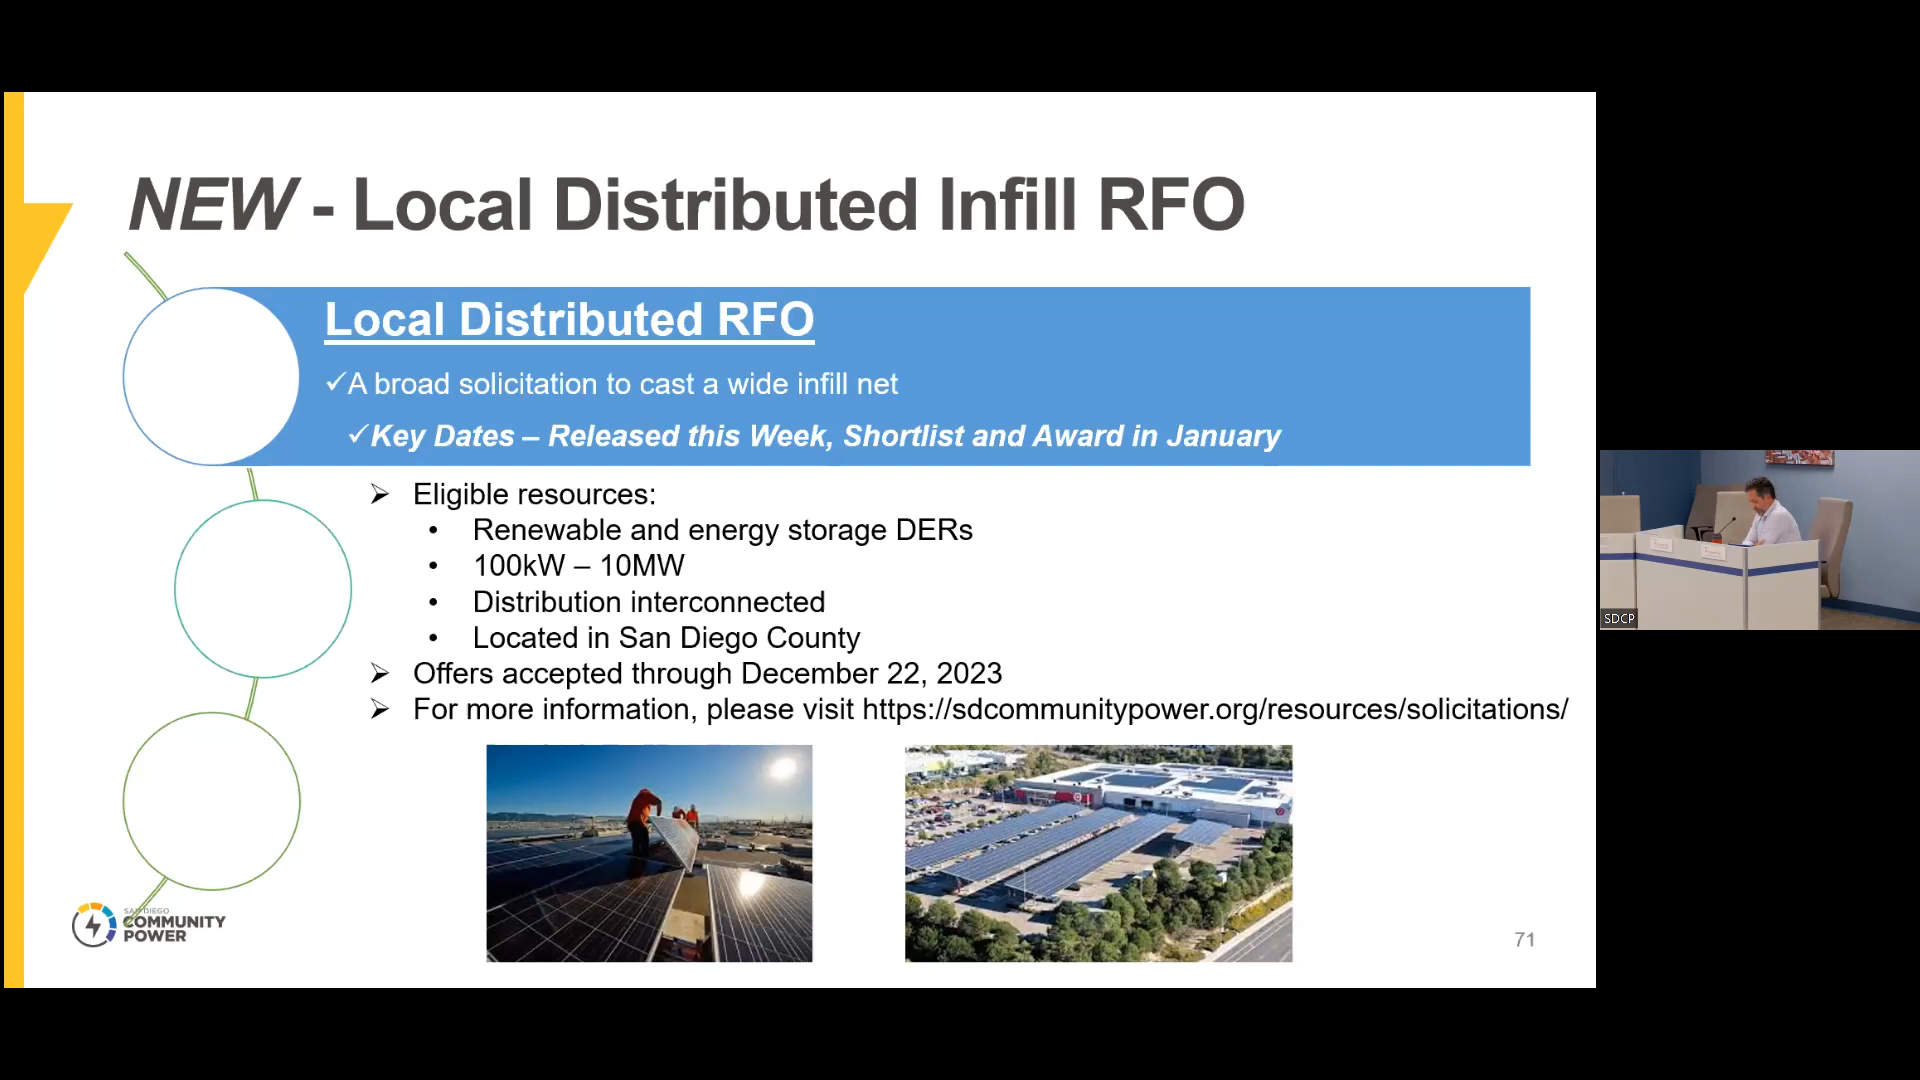 NEW - Local Distributed Infill RFO
Local Distributed RFO
✓A broad solicitation to cast a wide infill net
✓Key Dates – Released this Week, Shortlist and Award in January
➢ Eligible resources:
• Renewable and energy storage DERs
• 100kW – 10MW
• Distribution interconnected
• Located in San Diego County
➢ Offers accepted through December 22, 2023
➢ For more information, please visit https://sdcommunitypower.org/resources/solicitations/
SAN DIEGO
COMMUNITY
POWER
71
SDCP